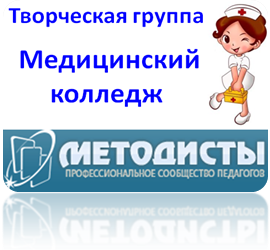 Творческая группа
Медицинский
колледж
МЕТОДИСТЫ
ПРОФЕССИОНАЛЬНОЕ СООБЩЕСТВО ПЕДАГОГОВ